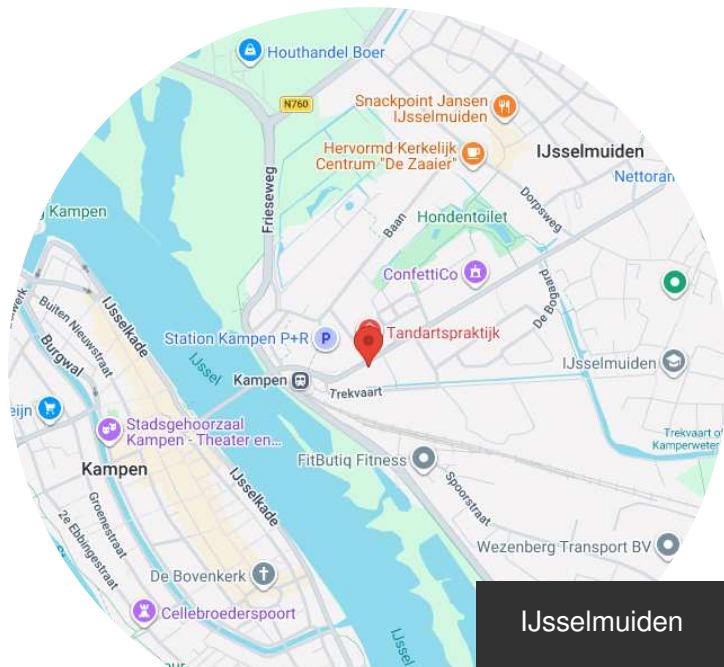 Houthandel Boer
N760
Snackpoint Jansen
IJsselmuiden
Hervormd Kerkelijk
Centrum "De Zaaier"
IJsselmuiden
Nettoran
Frieseweg
Baan
Dorpsweg
Hondentoilet
Kampen
ConfettiCo
De Bogaard
IJsselkade
Buiten Nieuwstraat
Burgwal
IJssel
Station Kampen P+R
P
Tandartspraktijk
IJsselmuiden
Kampen
Trekvaart
eijn
Stadsgehoorzaal
Kampen - Theater en...
Trekvaart of
Kamperweter
Kampen
IJsselkade
FitButiq Fitness
Spoorstraat
Groenestraat
2e Ebbingestraat
Wezenberg Transport BV
De Bovenkerk
Cellebroederspoort
IJssel
IJsselmuiden